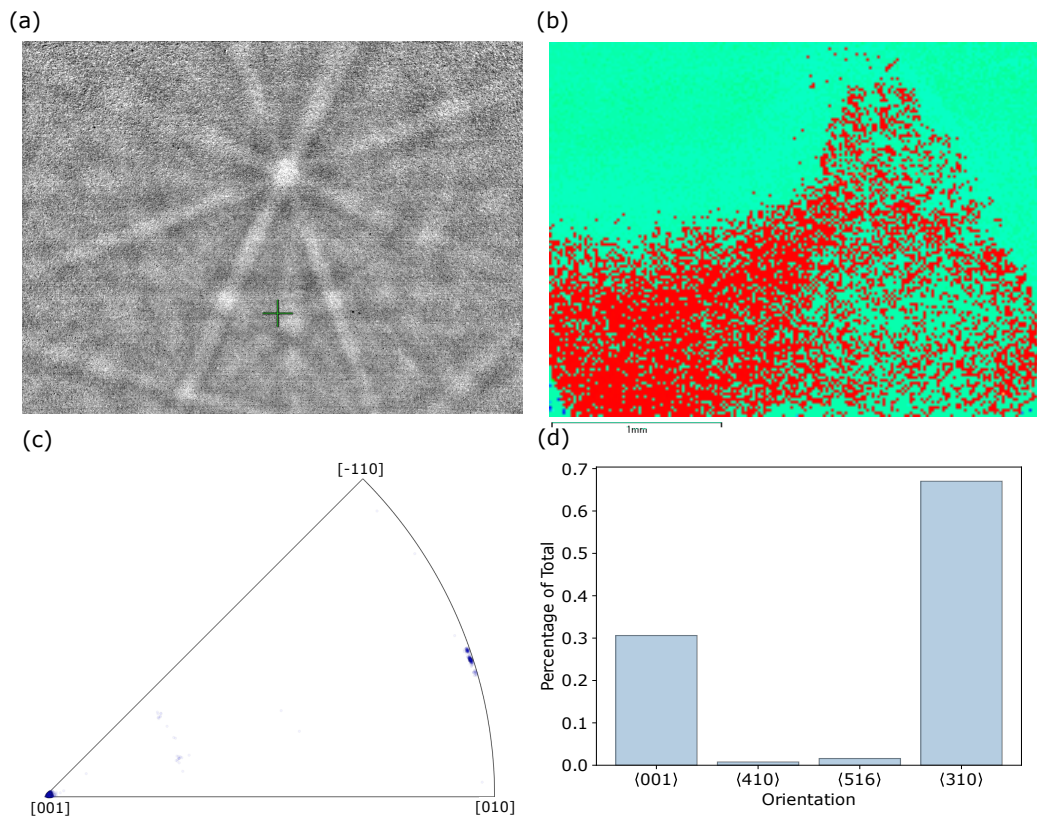 (a)
(b)
1mm
(c)
(d)
[-110]
[001]
[010]
Percentage of Total
0.7
0.6
0.5
0.4
0.3
0.2
0.1
0.0
⟨001⟩
⟨410⟩
⟨516⟩
⟨310⟩
Orientation